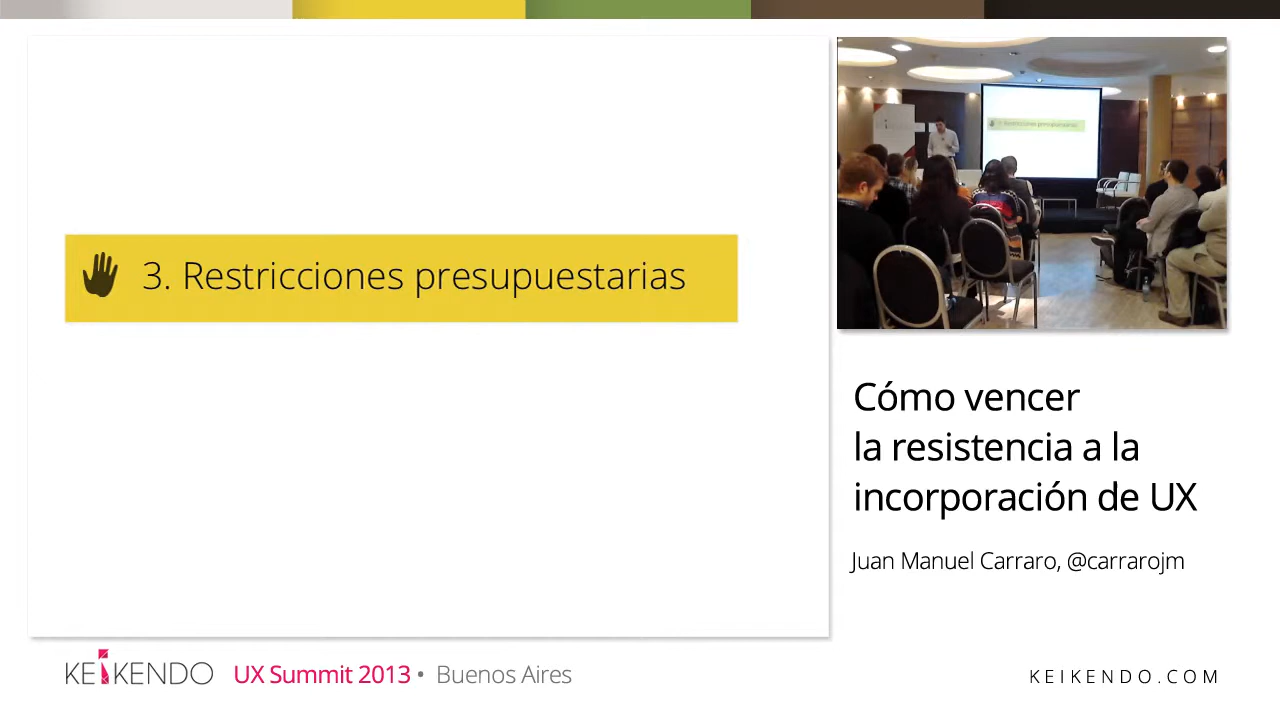 3. Restricciones presupuestarias
Cómo vencer
la resistencia a la
incorporación de UX
Juan Manuel Carraro, @carrarojm
KEIKENDO UX Summit 2013 • Buenos Aires
KEIKENDO.COM